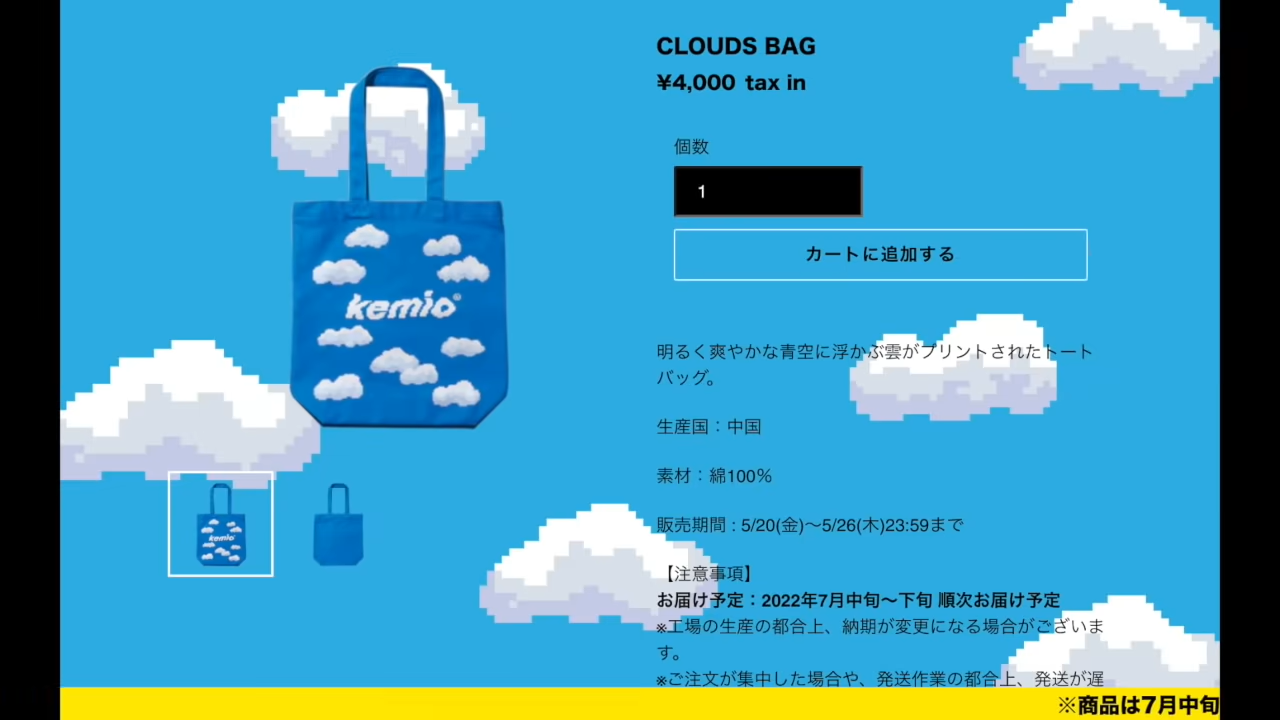 CLOUDS BAG
¥4,000 tax in
個数
1
カートに追加する
kemio®
明るく爽やかな青空に浮かぶ雲がプリントされたトート
バッグ。
生産国：中国
素材：綿100％
販売期間 : 5/20(金)〜5/26(木)23:59まで
kemio
【注意事項】
お届け予定：2022年7月中旬〜下旬 順次お届け予定
※工場の生産の都合上、納期が変更になる場合がございま
す。
※ご注文が集中した場合や、発送作業の都合上、発送が遅
※商品は7月中旬